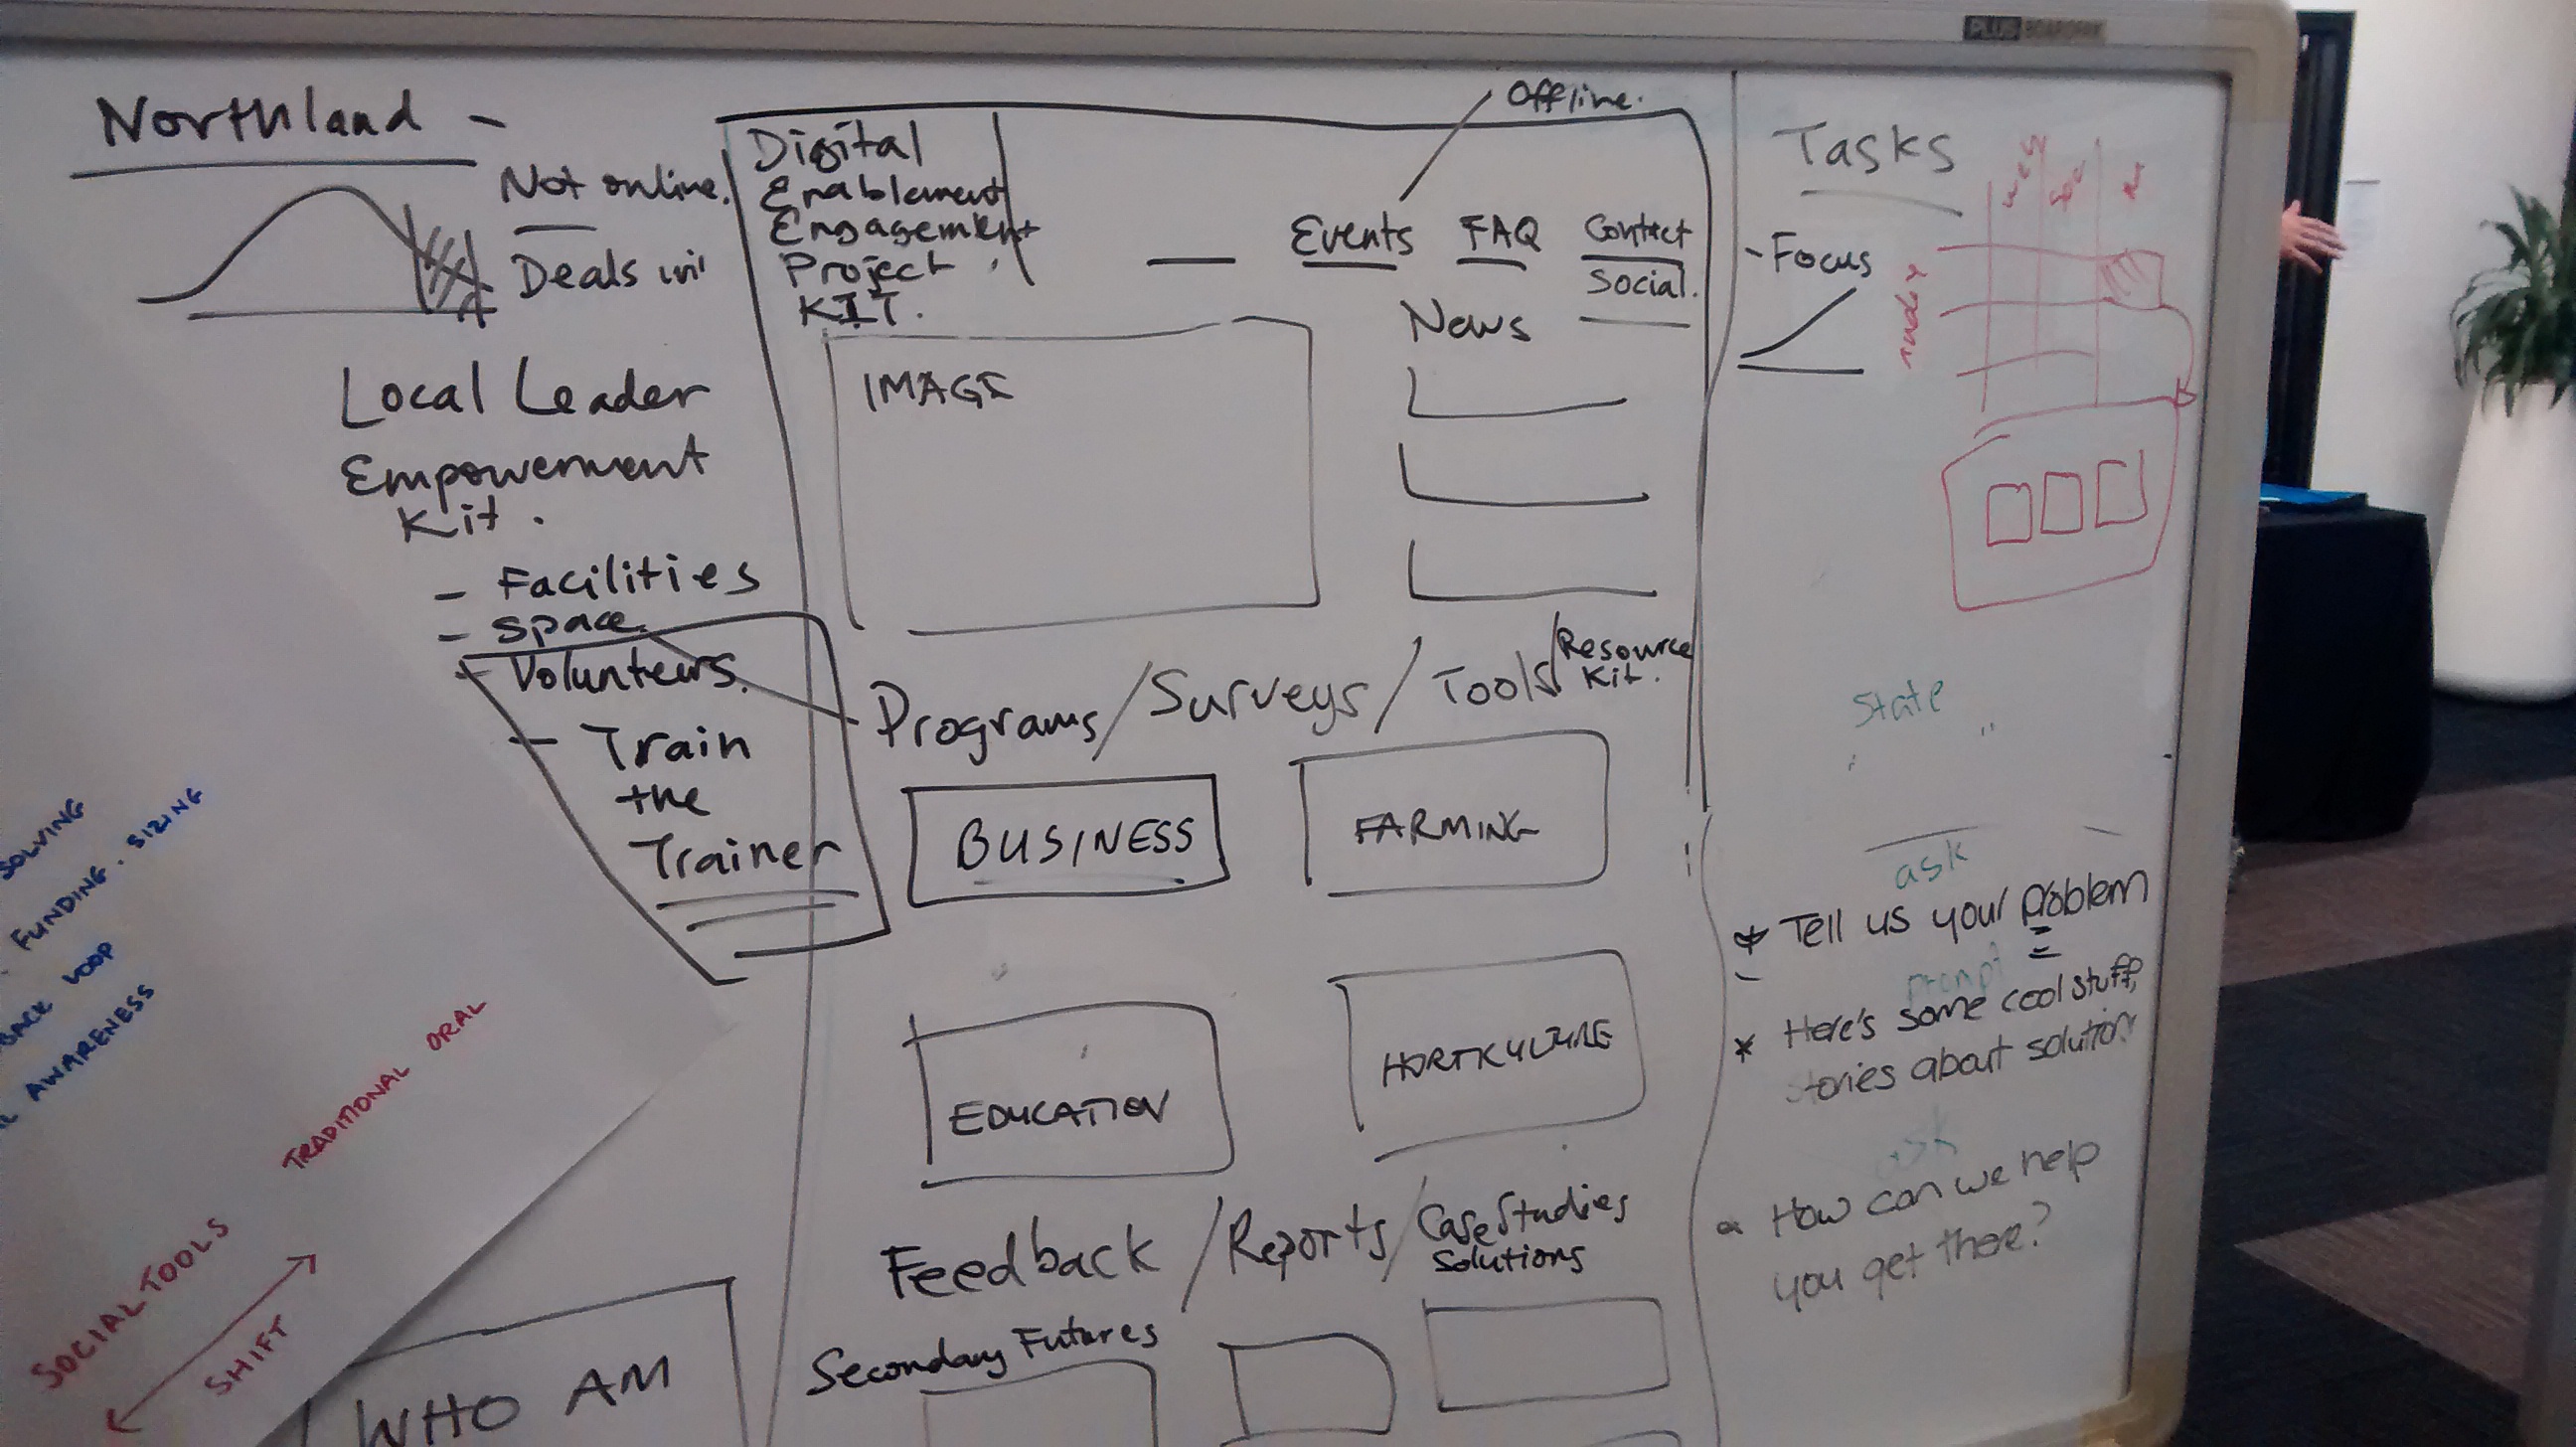 PLUS BOARDPRK
Northland -
Not online.
Deals
Local Leader
Empowerment
Kit.
- Facilities
- Space
- Volunteers.
- Train
the
Trainer
SOLVING
FUNDING. SIZING
BACK LOOP
AWARENESS
TRADITIONAL ORAL
SOCIAL TOOLS
SHIFT
WHO AM
Offline.
Digital
Enablement
Engagement
Project
KIT.
Events FAQ Contact
Social.
News
IMAGE
Programs / Surveys / Tools / Resource
Kit.
BUSINESS
FARMING
EDUCATION
Feedback / Reports / Case Studies
Solutions
Secondary Futures
Tasks
- Focus
State
ask
* Tell us your problem
prompt
* Here's some cool stuff,
stories about solution
ask
How can we help
you get there?